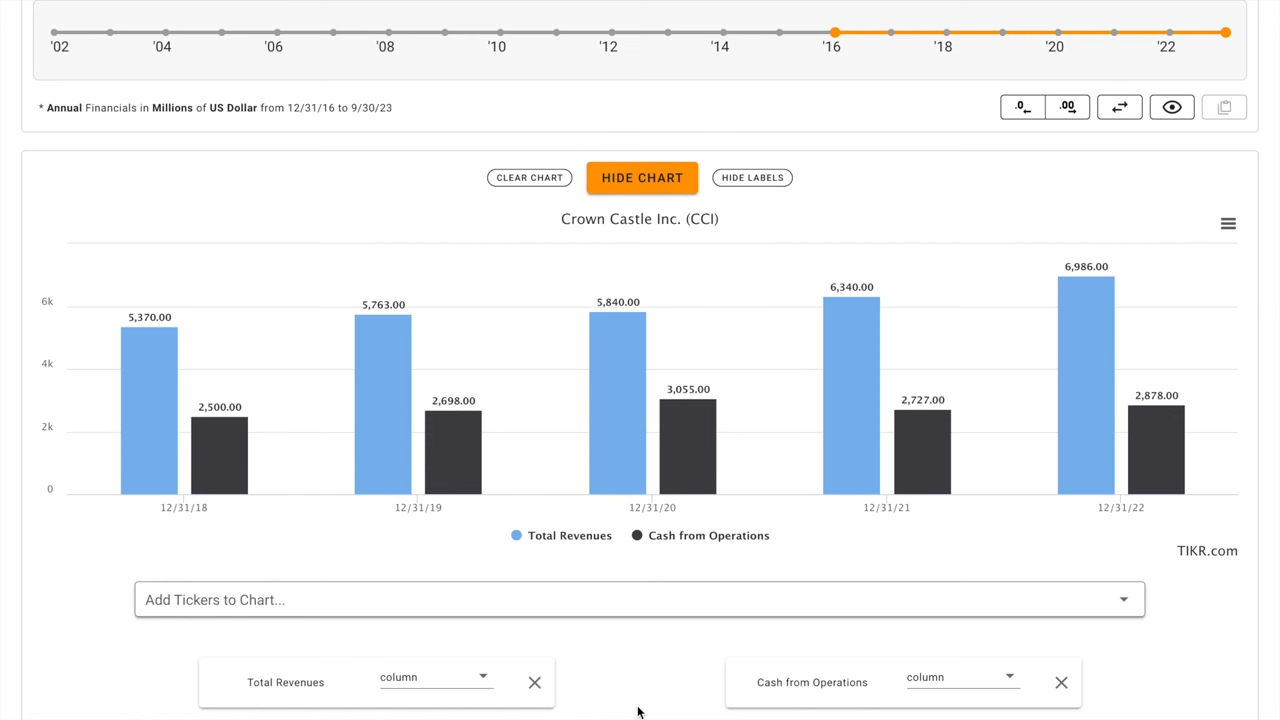 '02 '04 '06 '08 '10 '12 '14 '16 '18 '20 '22
* Annual Financials in Millions of US Dollar from 12/31/16 to 9/30/23
.0 .00
CLEAR CHART HIDE CHART HIDE LABELS
Crown Castle Inc. (CCI)
6,986.00
6,340.00
5,840.00
5,763.00
5,370.00
6k
4k
3,055.00
2,878.00
2,727.00
2,698.00
2,500.00
2k
0
12/31/18 12/31/19 12/31/20 12/31/21 12/31/22
Total Revenues Cash from Operations
TIKR.com
Add Tickers to Chart...
Total Revenues column Cash from Operations column